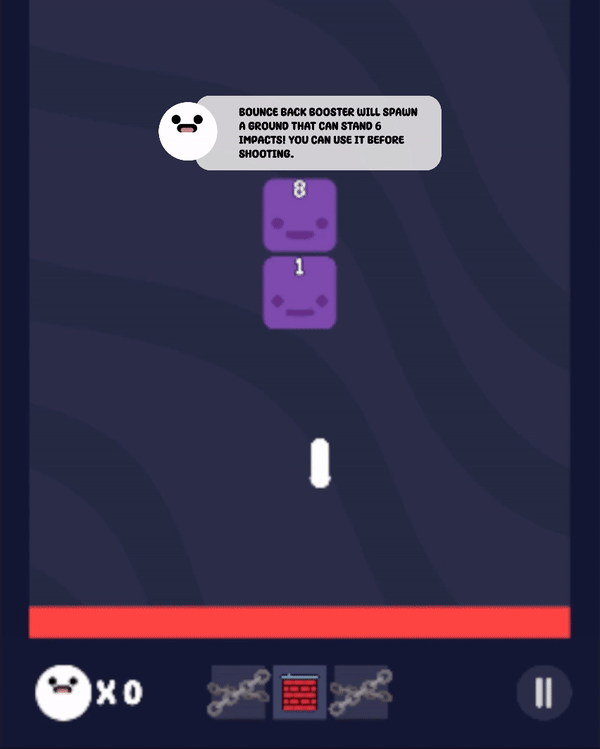 BOUNCE BACK BOOSTER WILL SPAWN
A GROUND THAT CAN STAND 6
IMPACTS! YOU CAN USE IT BEFORE
SHOOTING.
8
1
X 0